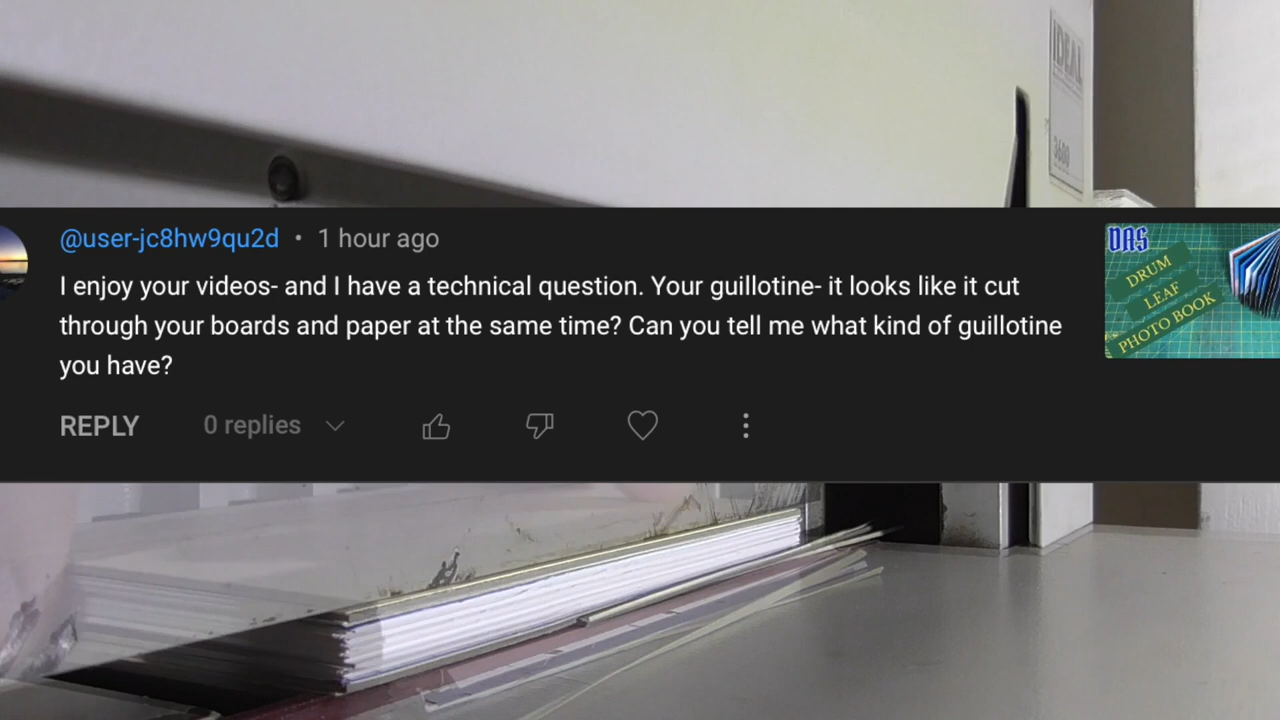 IDEAL
3600
@user-jc8hw9qu2d • 1 hour ago
I enjoy your videos- and I have a technical question. Your guillotine- it looks like it cut
through your boards and paper at the same time? Can you tell me what kind of guillotine
you have?
REPLY 0 replies
DAS
DRUM
LEAF
PHOTO BOOK